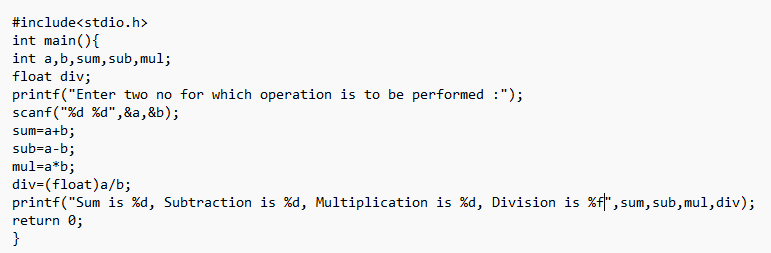 #include<stdio.h>
int main(){
int a,b,sum,sub,mul;
float div;
printf("Enter two no for which operation is to be performed :");
scanf("%d %d",&a,&b);
sum=a+b;
sub=a-b;
mul=a*b;
div=(float)a/b;
printf("Sum is %d, Subtraction is %d, Multiplication is %d, Division is %f",sum,sub,mul,div);
return 0;
}